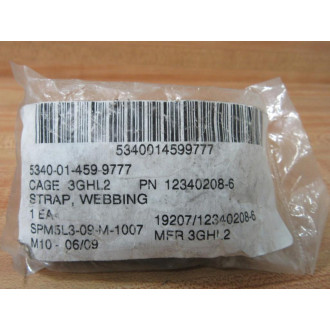 5340014599777
5340-01-459-9777
CAGE 3GHL2 PN 12340208-6
STRAP, WEBBING
1 EA 19207/12340208-6
SPM5L3-09-M-1007 MFR 3GHL2
M10 - 06/09